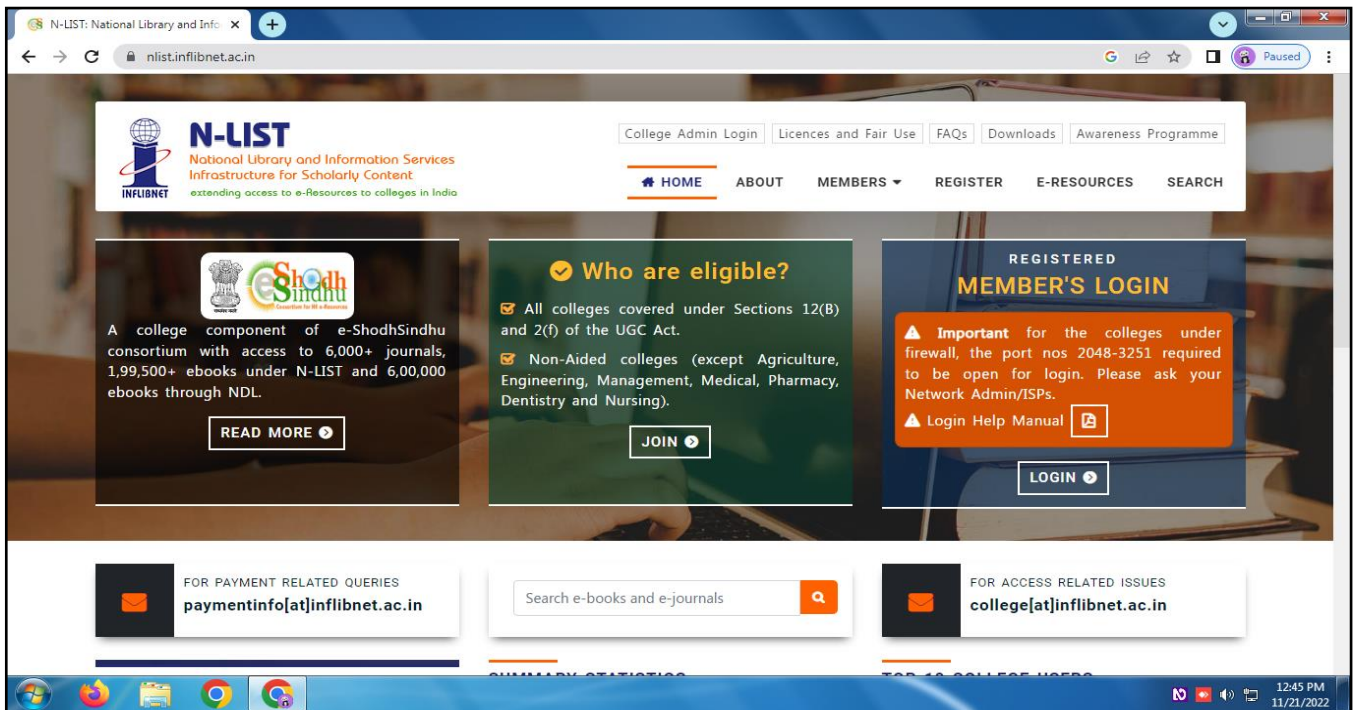 N-LIST: National Library and Info
nlist.inflibnet.ac.in
Paused
INFLIBNET
N-LIST
National Library and Information Services
Infrastructure for Scholarly Content
extending access to e-Resources to colleges in India
College Admin Login Licences and Fair Use FAQs Downloads Awareness Programme
HOME ABOUT MEMBERS REGISTER E-RESOURCES SEARCH
e-Shodh
Sindhu
A college component of e-ShodhSindhu
consortium with access to 6,000+ journals,
1,99,500+ ebooks under N-LIST and 6,00,000
ebooks through NDL.
READ MORE
Who are eligible?
All colleges covered under Sections 12(B)
and 2(f) of the UGC Act.
Non-Aided colleges (except Agriculture,
Engineering, Management, Medical, Pharmacy,
Dentistry and Nursing).
JOIN
REGISTERED
MEMBER'S LOGIN
Important for the colleges under
firewall, the port nos 2048-3251 required
to be open for login. Please ask your
Network Admin/ISPs.
Login Help Manual
LOGIN
FOR PAYMENT RELATED QUERIES
paymentinfo[at]inflibnet.ac.in
Search e-books and e-journals
FOR ACCESS RELATED ISSUES
college[at]inflibnet.ac.in
SUMMARY STATISTICS
TOP 10 COLLEGE USERS
12:45 PM
11/21/2022